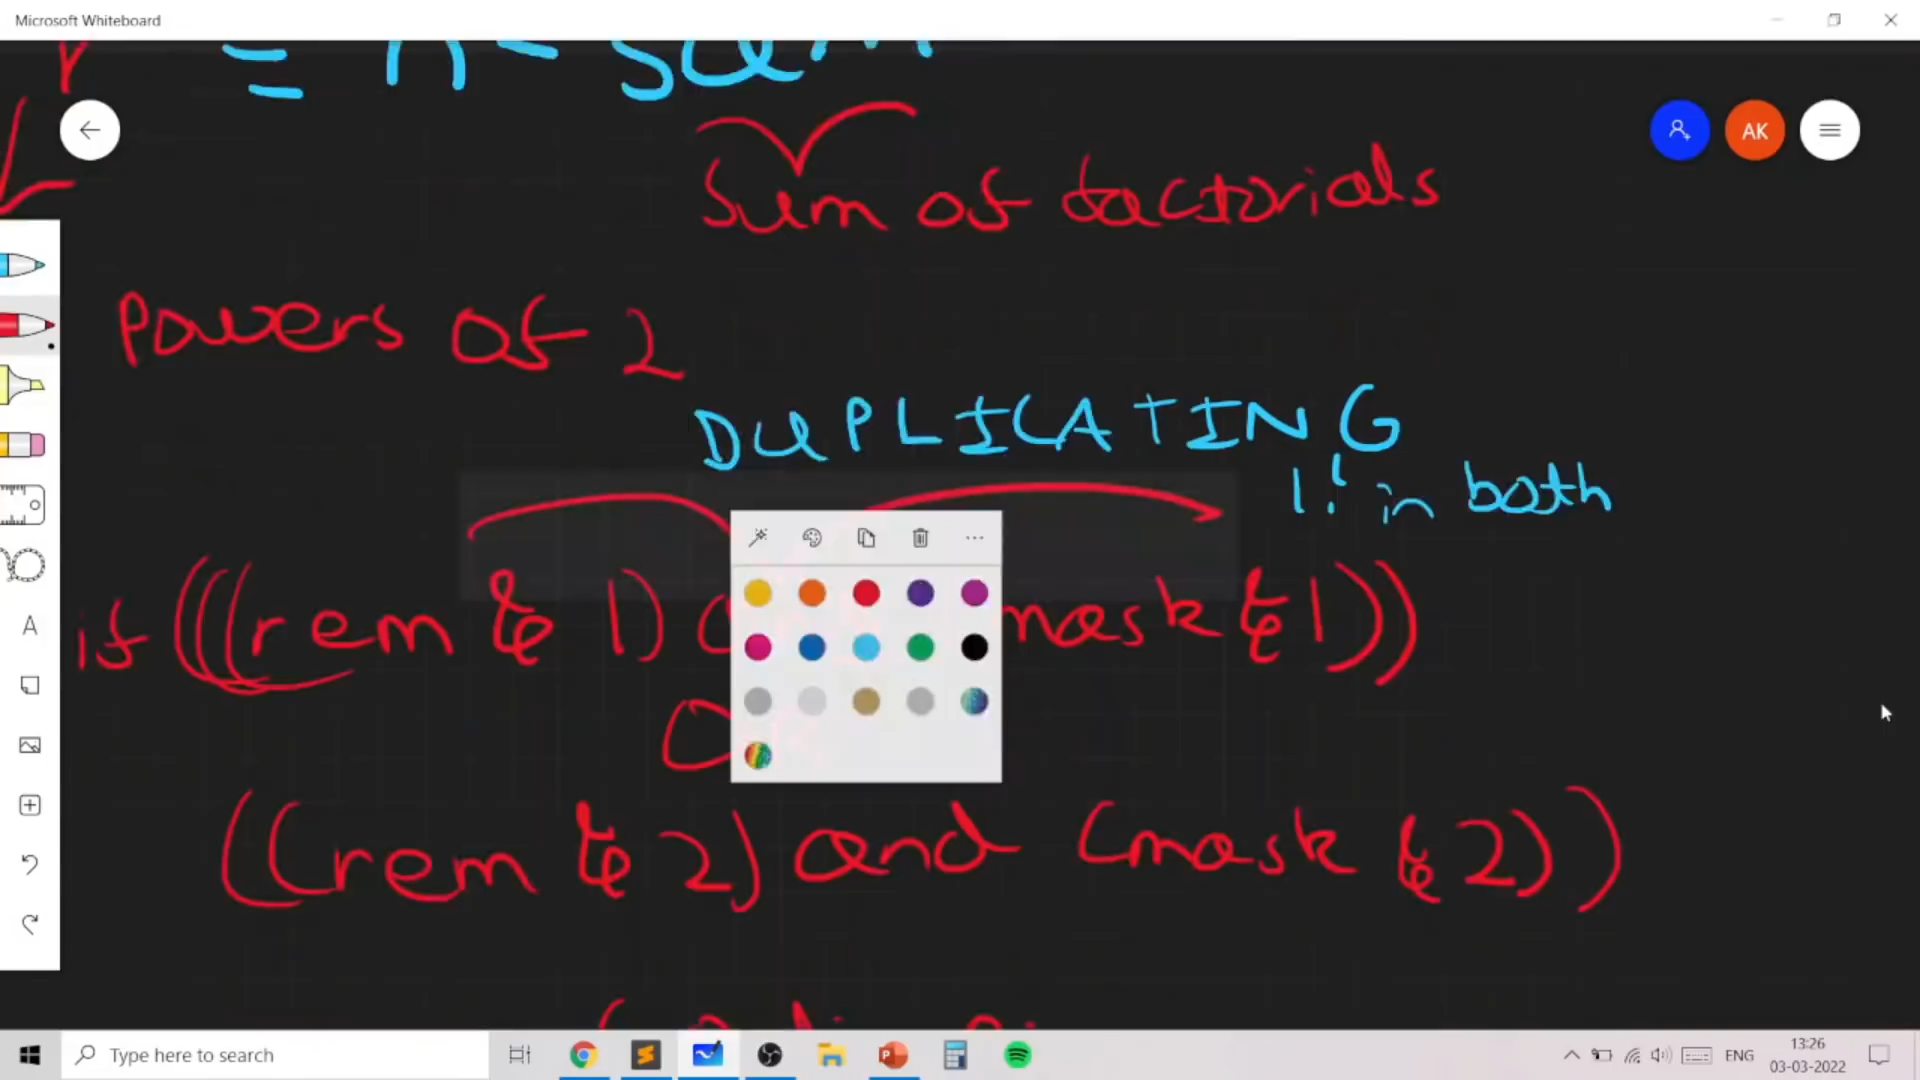 Microsoft Whiteboard
r = n - sum
AK
Sum of factorials
Powers of 2
DUPLICATING
1! in both
if (((rem & 1) mask & 1))
((rem & 2) and (mask & 2))
A
Type here to search
ENG
13:26
03-03-2022